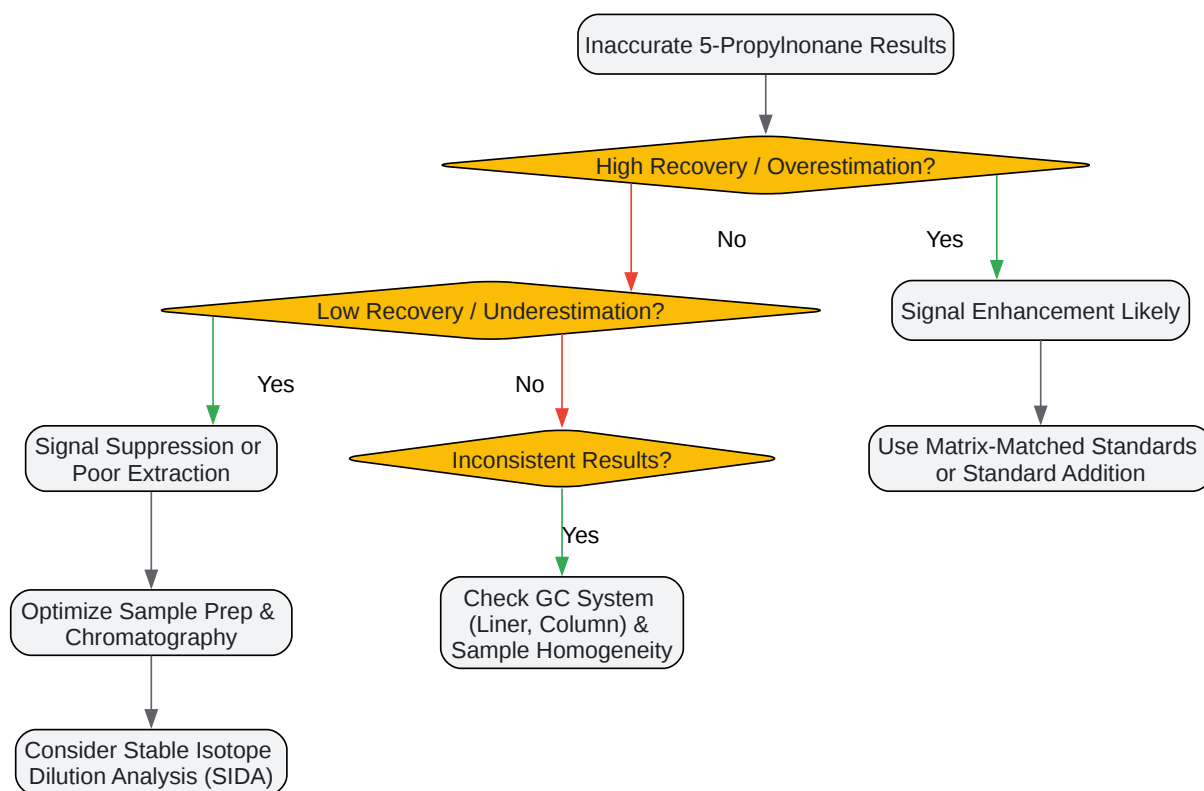 Inaccurate 5-Propylnonane Results
High Recovery / Overestimation?
No
Yes
Low Recovery / Underestimation?
Signal Enhancement Likely
Yes
No
Signal Suppression or
Poor Extraction
Inconsistent Results?
Use Matrix-Matched Standards
or Standard Addition
Yes
Optimize Sample Prep &
Chromatography
Check GC System
(Liner, Column) &
Sample Homogeneity
Consider Stable Isotope
Dilution Analysis (SIDA)